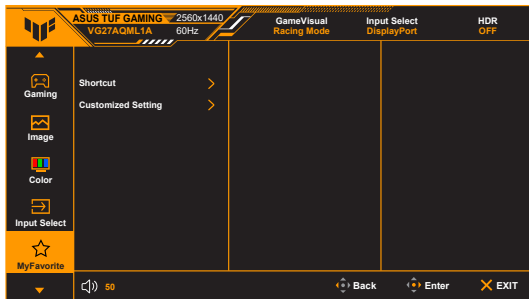 ASUS TUF GAMING 2560x1440 GameVisual Input Select HDR
VG27AQML1A 60Hz Racing Mode DisplayPort OFF
Gaming
Shortcut
Customized Setting
Image
Color
Input Select
MyFavorite
50 Back Enter EXIT